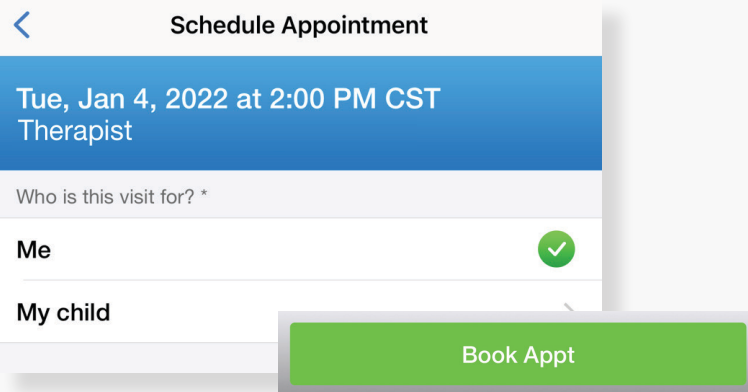 Schedule Appointment
Tue, Jan 4, 2022 at 2:00 PM CST
Therapist
Who is this visit for? *
Me
My child
Book Appt